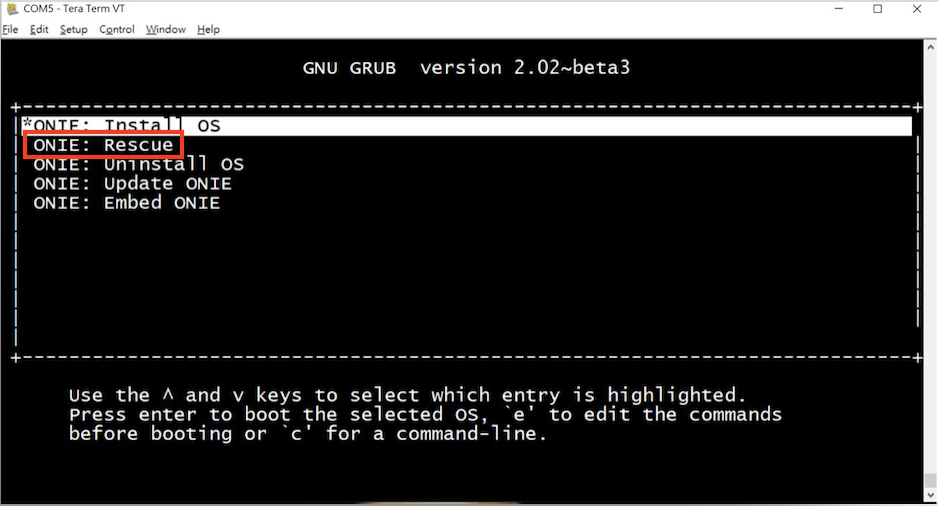 COM5 - Tera Term VT
File Edit Setup Control Window Help
GNU GRUB version 2.02~beta3
*ONIE: Install OS
ONIE: Rescue
ONIE: Uninstall OS
ONIE: Update ONIE
ONIE: Embed ONIE
Use the ^ and v keys to select which entry is highlighted.
Press enter to boot the selected OS, `e' to edit the commands
before booting or `c' for a command-line.